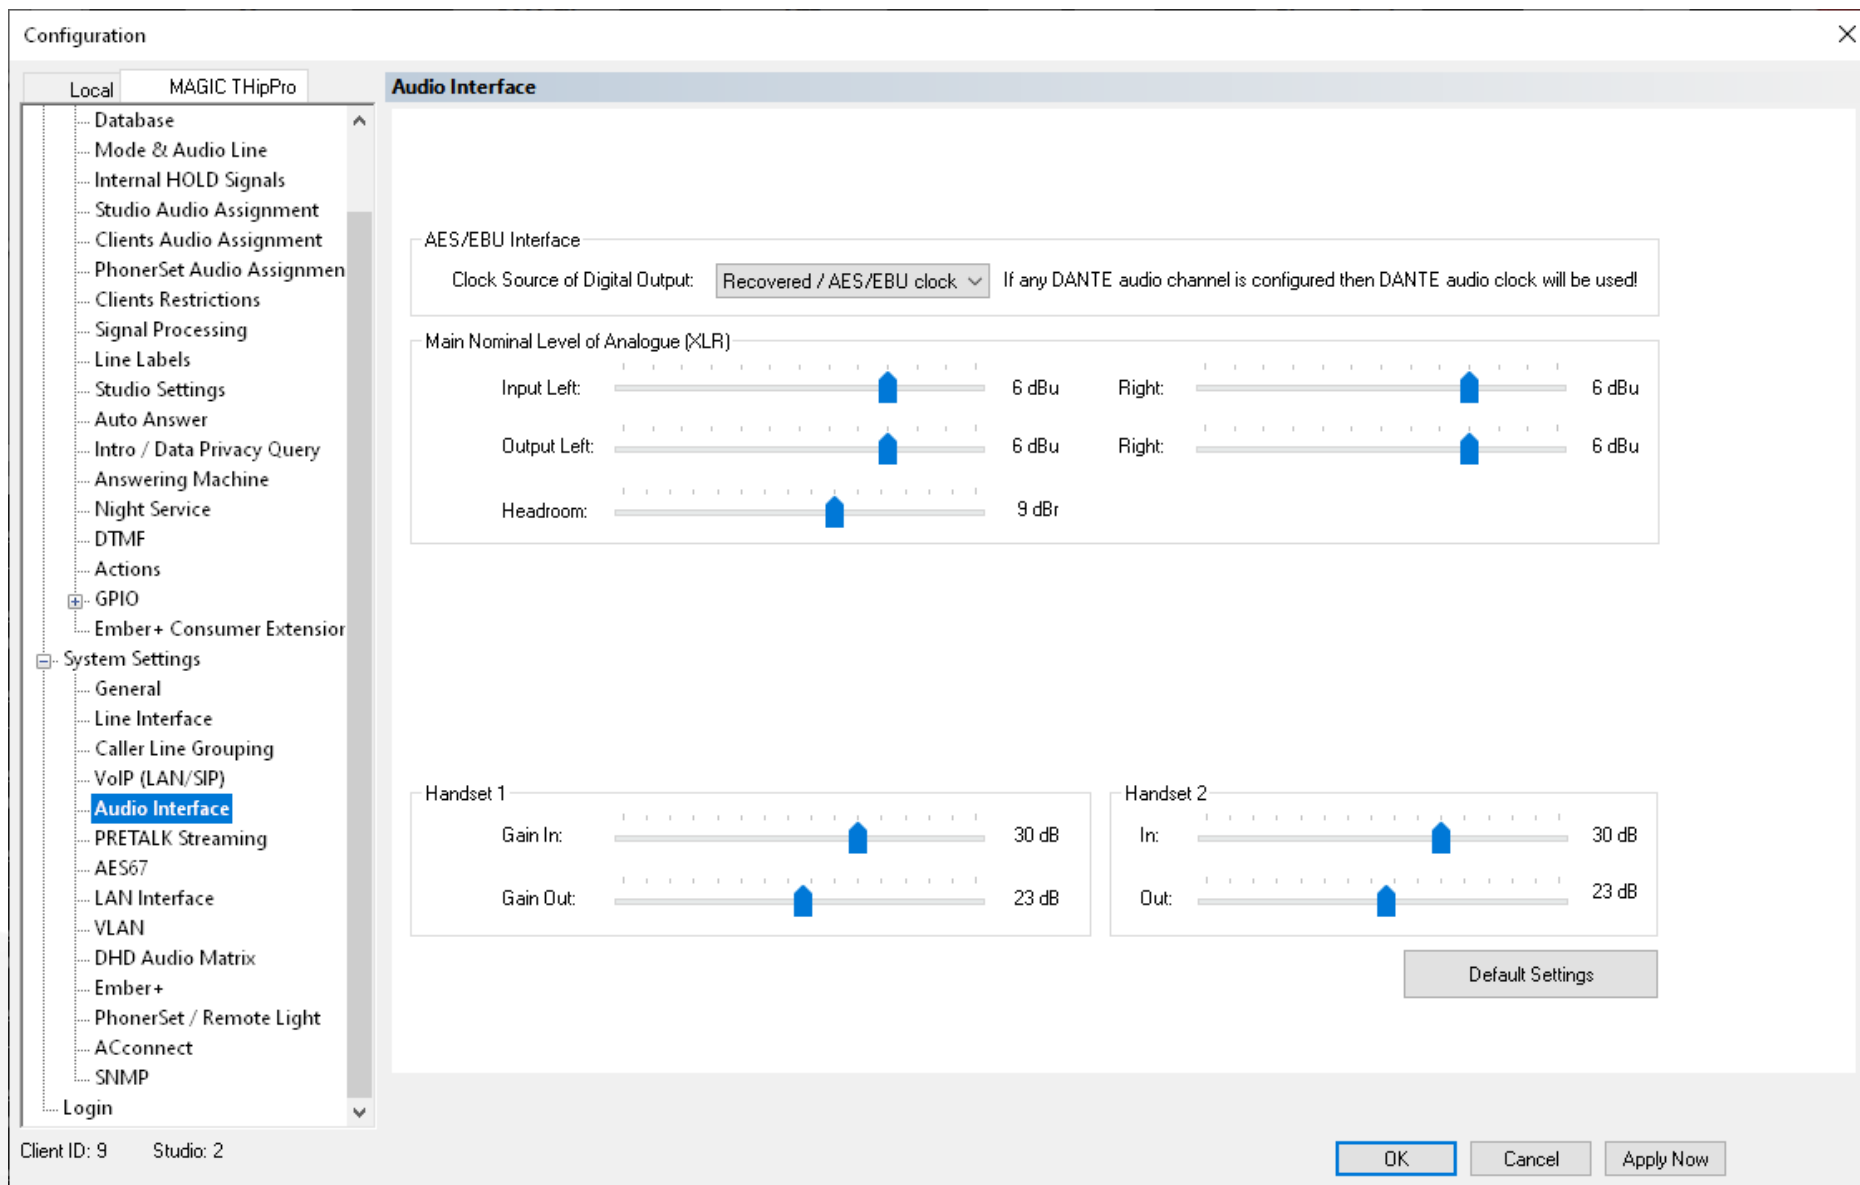 Configuration
Local
MAGIC THipPro
Database
Mode & Audio Line
Internal HOLD Signals
Studio Audio Assignment
Clients Audio Assignment
PhonerSet Audio Assignmen
Clients Restrictions
Signal Processing
Line Labels
Studio Settings
Auto Answer
Intro / Data Privacy Query
Answering Machine
Night Service
DTMF
Actions
GPIO
Ember+ Consumer Extension
System Settings
General
Line Interface
Caller Line Grouping
VoIP (LAN/SIP)
Audio Interface
PRETALK Streaming
AES67
LAN Interface
VLAN
DHD Audio Matrix
Ember+
PhonerSet / Remote Light
ACconnect
SNMP
Login
Client ID: 9 Studio: 2
Audio Interface
AES/EBU Interface
Clock Source of Digital Output: Recovered / AES/EBU clock If any DANTE audio channel is configured then DANTE audio clock will be used!
Main Nominal Level of Analogue (XLR)
Input Left: 6 dBu Right: 6 dBu
Output Left: 6 dBu Right: 6 dBu
Headroom: 9 dBr
Handset 1
Gain In: 30 dB
Gain Out: 23 dB
Handset 2
In: 30 dB
Out: 23 dB
Default Settings
OK Cancel Apply Now